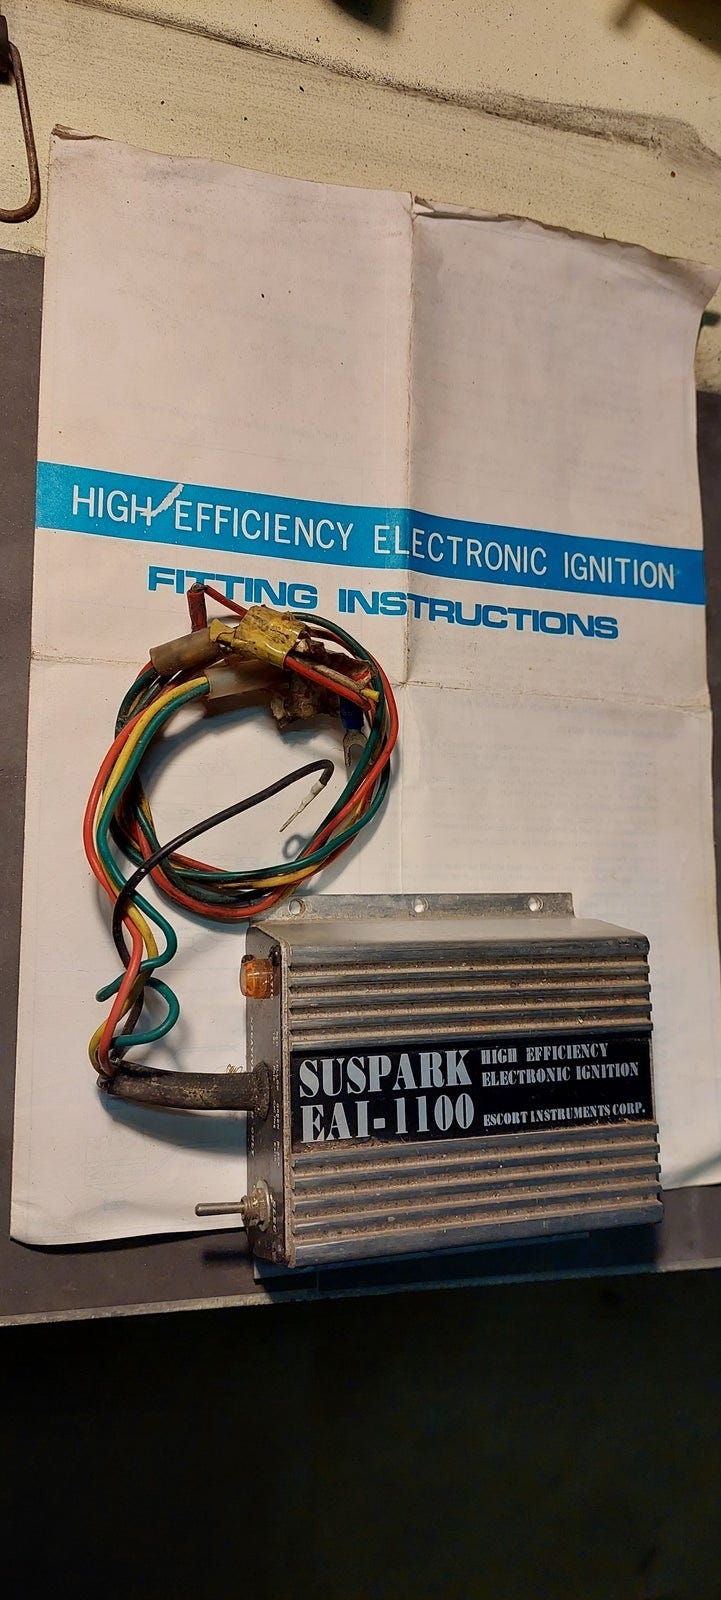 HIGH EFFICIENCY ELECTRONIC IGNITION
FITTING INSTRUCTIONS
SUSPARK
EAI-1100
HIGH EFFICIENCY
ELECTRONIC IGNITION
ESCORT INSTRUMENTS CORP.